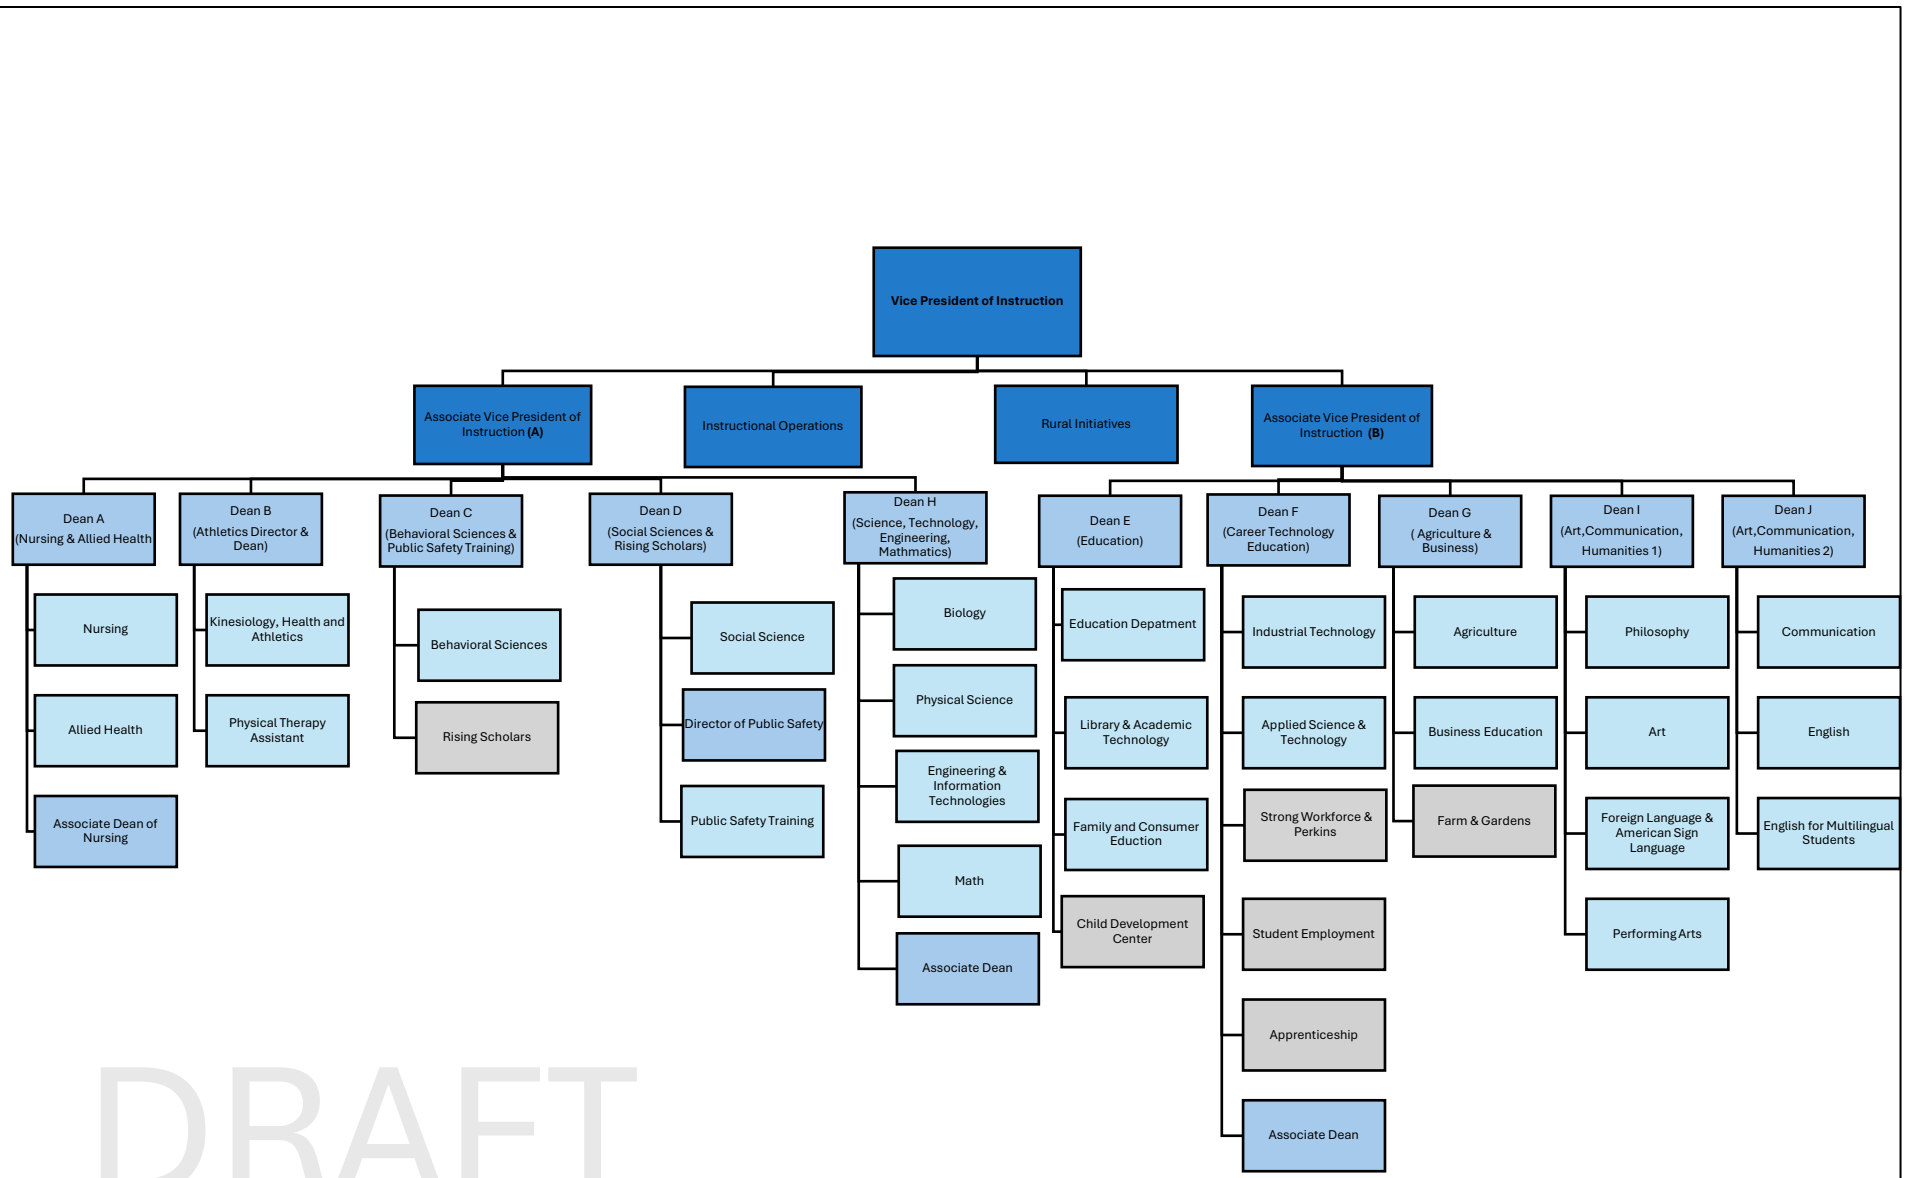 Vice President of Instruction
Associate Vice President of
Instruction (A)
Instructional Operations
Rural Initiatives
Associate Vice President of
Instruction (B)
Dean A
(Nursing & Allied Health
Nursing
Allied Health
Associate Dean of
Nursing
Dean B
(Athletics Director &
Dean)
Kinesiology, Health and
Athletics
Physical Therapy
Assistant
Dean C
(Behavioral Sciences &
Public Safety Training)
Behavioral Sciences
Rising Scholars
Dean D
(Social Sciences &
Rising Scholars)
Social Science
Director of Public Safety
Public Safety Training
Dean H
(Science, Technology,
Engineering,
Mathmatics)
Biology
Physical Science
Engineering &
Information
Technologies
Math
Associate Dean
Dean E
(Education)
Education Depatment
Library & Academic
Technology
Family and Consumer
Eduction
Child Development
Center
Dean F
(Career Technology
Education)
Industrial Technology
Applied Science &
Technology
Strong Workforce &
Perkins
Student Employment
Apprenticeship
Associate Dean
Dean G
( Agriculture &
Business)
Agriculture
Business Education
Farm & Gardens
Dean I
(Art,Communication,
Humanities 1)
Philosophy
Art
Foreign Language &
American Sign
Language
Performing Arts
Dean J
(Art,Communication,
Humanities 2)
Communication
English
English for Multilingual
Students
DRAFT